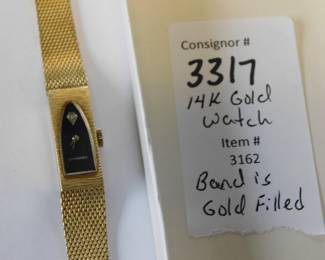 Consignor #
3317
14K Gold
Watch
Item #
3162
Band is
Gold Filled